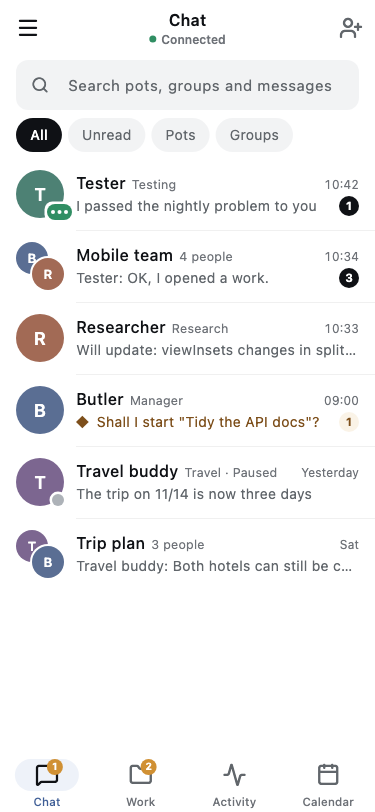 Chat
Connected
Search pots, groups and messages
All Unread Pots Groups
T Tester Testing 10:42
I passed the nightly problem to you 1
B R Mobile team 4 people 10:34
Tester: OK, I opened a work. 3
R Researcher Research 10:33
Will update: viewInsets changes in split…
B Butler Manager 09:00
Shall I start "Tidy the API docs"? 1
T Travel buddy Travel · Paused Yesterday
The trip on 11/14 is now three days
T B Trip plan 3 people Sat
Travel buddy: Both hotels can still be c…
1 2
Chat Work Activity Calendar